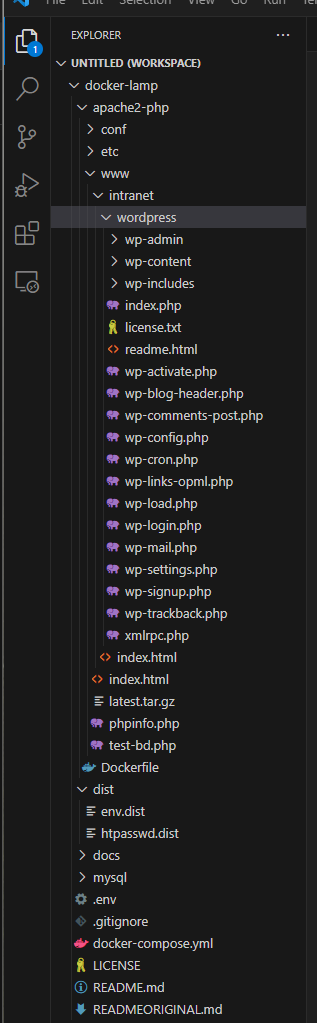 File Edit Selection View Go Run
EXPLORER
1
UNTITLED (WORKSPACE)
docker-lamp
apache2-php
conf
etc
www
intranet
wordpress
wp-admin
wp-content
wp-includes
index.php
license.txt
readme.html
wp-activate.php
wp-blog-header.php
wp-comments-post.php
wp-config.php
wp-cron.php
wp-links-opml.php
wp-load.php
wp-login.php
wp-mail.php
wp-settings.php
wp-signup.php
wp-trackback.php
xmlrpc.php
index.html
index.html
latest.tar.gz
phpinfo.php
test-bd.php
Dockerfile
dist
env.dist
htpasswd.dist
docs
mysql
.env
.gitignore
docker-compose.yml
LICENSE
README.md
READMEORIGINAL.md